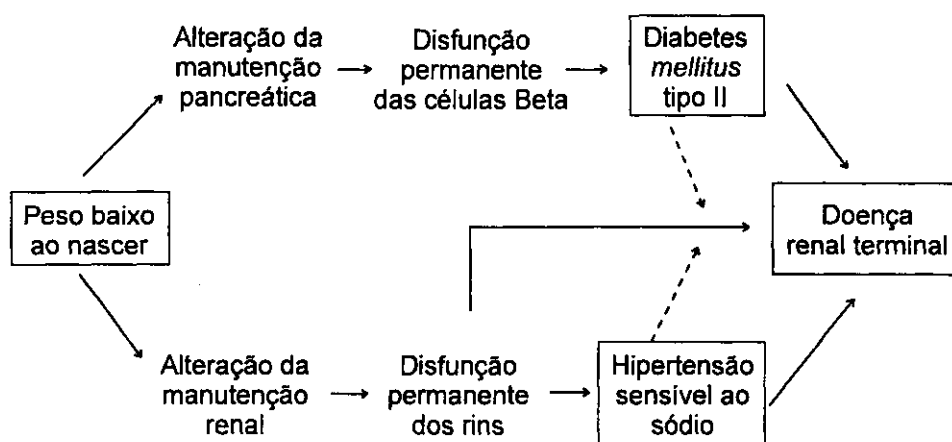 Alteração da
manutenção
pancreática
Disfunção
permanente
das células Beta
Diabetes
mellitus
tipo II
Peso baixo
ao nascer
Doença
renal terminal
Alteração da
manutenção
renal
Disfunção
permanente
dos rins
Hipertensão
sensível ao
sódio